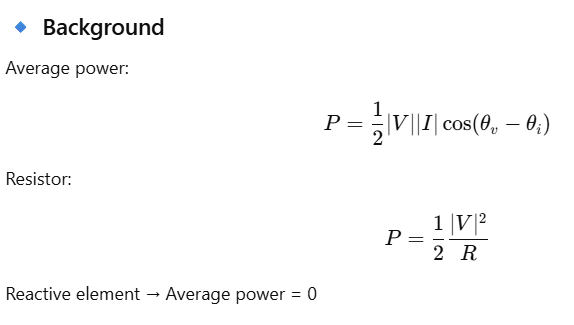 Background
Average power:
P = \frac{1}{2}|V||I| \cos(\theta_v - \theta_i)
Resistor:
P = \frac{1}{2} \frac{|V|^2}{R}
Reactive element → Average power = 0